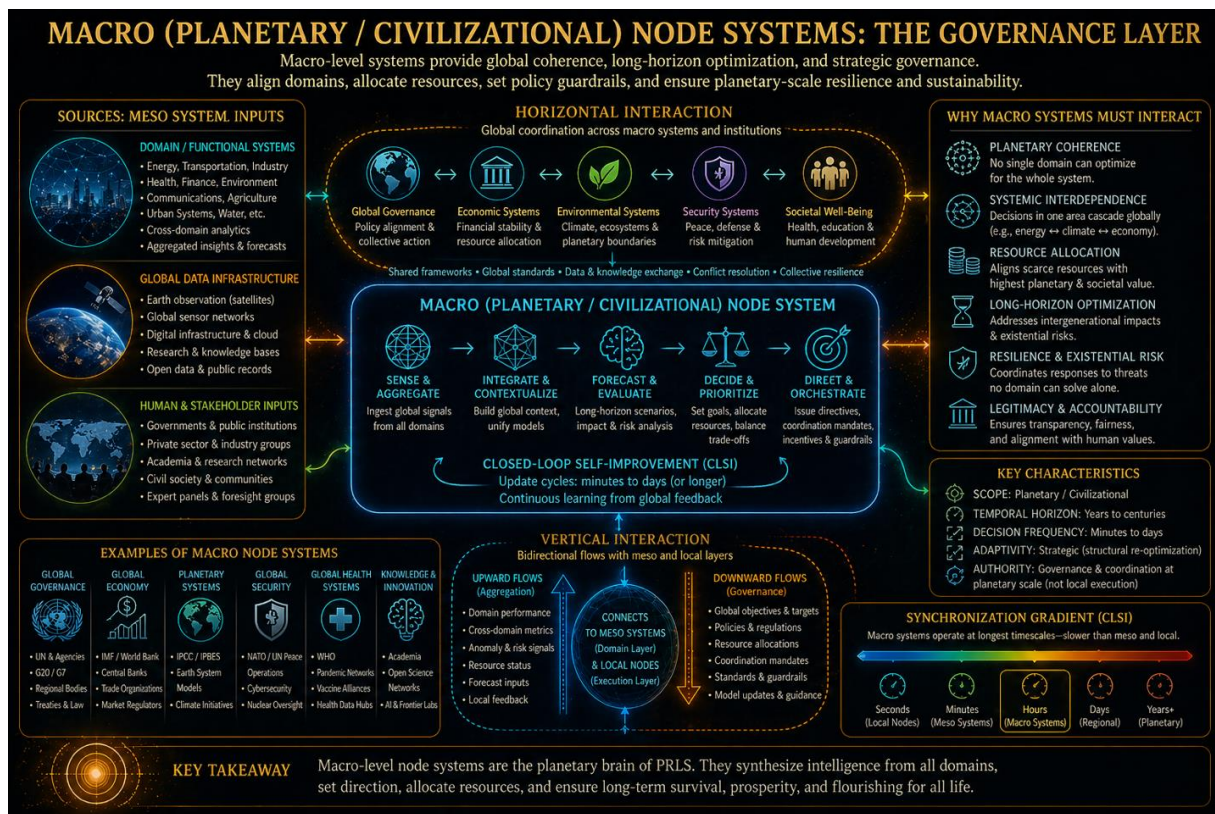 MACRO (PLANETARY / CIVILIZATIONAL) NODE SYSTEMS: THE GOVERNANCE LAYER
Macro-level systems provide global coherence, long-horizon optimization, and strategic governance.
They align domains, allocate resources, set policy guardrails, and ensure planetary-scale resilience and sustainability.
SOURCES: MESO SYSTEM. INPUTS
DOMAIN / FUNCTIONAL SYSTEMS
• Energy, Transportation, Industry
• Health, Finance, Environment
• Communications, Agriculture
• Urban Systems, Water, etc.
• Cross-domain analytics
• Aggregated insights & forecasts
GLOBAL DATA INFRASTRUCTURE
• Earth observation (satellites)
• Global sensor networks
• Digital infrastructure & cloud
• Research & knowledge bases
• Open data & public records
HUMAN & STAKEHOLDER INPUTS
• Governments & public institutions
• Private sector & industry groups
• Academia & research networks
• Civil society & communities
• Expert panels & foresight groups
HORIZONTAL INTERACTION
Global coordination across macro systems and institutions
Global Governance
Policy alignment &
collective action
Economic Systems
Financial stability &
resource allocation
Environmental Systems
Climate, ecosystems &
planetary boundaries
Security Systems
Peace, defense &
risk mitigation
Societal Well-Being
Health, education &
human development
Shared frameworks • Global standards • Data & knowledge exchange • Conflict resolution • Collective resilience
MACRO (PLANETARY / CIVILIZATIONAL) NODE SYSTEM
SENSE &
AGGREGATE
Ingest global signals
from all domains
INTEGRATE &
CONTEXTUALIZE
Build global context,
unify models
FORECAST &
EVALUATE
Long-horizon scenarios,
impact & risk analysis
DECIDE &
PRIORITIZE
Set goals, allocate
resources, balance
trade-offs
DIRECT &
ORCHESTRATE
Issue directives,
coordination mandates,
incentives & guardrails
CLOSED-LOOP SELF-IMPROVEMENT (CLSI)
Update cycles: minutes to days (or longer)
Continuous learning from global feedback
WHY MACRO SYSTEMS MUST INTERACT
PLANETARY COHERENCE
No single domain can optimize
for the whole system.
SYSTEMIC INTERDEPENDENCE
Decisions in one area cascade globally
(e.g., energy ↔ climate ↔ economy).
RESOURCE ALLOCATION
Aligns scarce resources with
highest planetary & societal value.
LONG-HORIZON OPTIMIZATION
Addresses intergenerational impacts
& existential risks.
RESILIENCE & EXISTENTIAL RISK
Coordinates responses to threats
no domain can solve alone.
LEGITIMACY & ACCOUNTABILITY
Ensures transparency, fairness,
and alignment with human values.
KEY CHARACTERISTICS
SCOPE: Planetary / Civilizational
TEMPORAL HORIZON: Years to centuries
DECISION FREQUENCY: Minutes to days
ADAPTIVITY: Strategic (structural re-optimization)
AUTHORITY: Governance & coordination at
planetary scale (not local execution)
EXAMPLES OF MACRO NODE SYSTEMS
GLOBAL
GOVERNANCE
• UN & Agencies
• G20 / G7
• Regional Bodies
• Treaties & Law
GLOBAL
ECONOMY
$
• IMF / World Bank
• Central Banks
• Trade Organizations
• Market Regulators
PLANETARY
SYSTEMS
• IPCC / IPBES
• Earth System
Models
• Climate Initiatives
GLOBAL
SECURITY
• NATO / UN Peace
Operations
• Cybersecurity
• Nuclear Oversight
GLOBAL HEALTH
SYSTEMS
• WHO
• Pandemic Networks
• Vaccine Alliances
• Health Data Hubs
KNOWLEDGE &
INNOVATION
• Academia
• Open Science
Networks
• AI & Frontier Labs
VERTICAL INTERACTION
Bidirectional flows with meso and local layers
UPWARD FLOWS
(Aggregation)
• Domain performance
• Cross-domain metrics
• Anomaly & risk signals
• Resource status
• Forecast inputs
• Local feedback
CONNECTS
TO MESO SYSTEMS
(Domain Layer)
& LOCAL NODES
(Execution Layer)
DOWNWARD FLOWS
(Governance)
• Global objectives & targets
• Policies & regulations
• Resource allocations
• Coordination mandates
• Standards & guardrails
• Model updates & guidance
SYNCHRONIZATION GRADIENT (CLSI)
Macro systems operate at longest timescales—slower than meso and local.
Seconds
(Local Nodes)
Minutes
(Meso Systems)
Hours
(Macro Systems)
Days
(Regional)
Years+
(Planetary)
KEY TAKEAWAY
Macro-level node systems are the planetary brain of PRLS. They synthesize intelligence from all domains,
set direction, allocate resources, and ensure long-term survival, prosperity, and flourishing for all life.